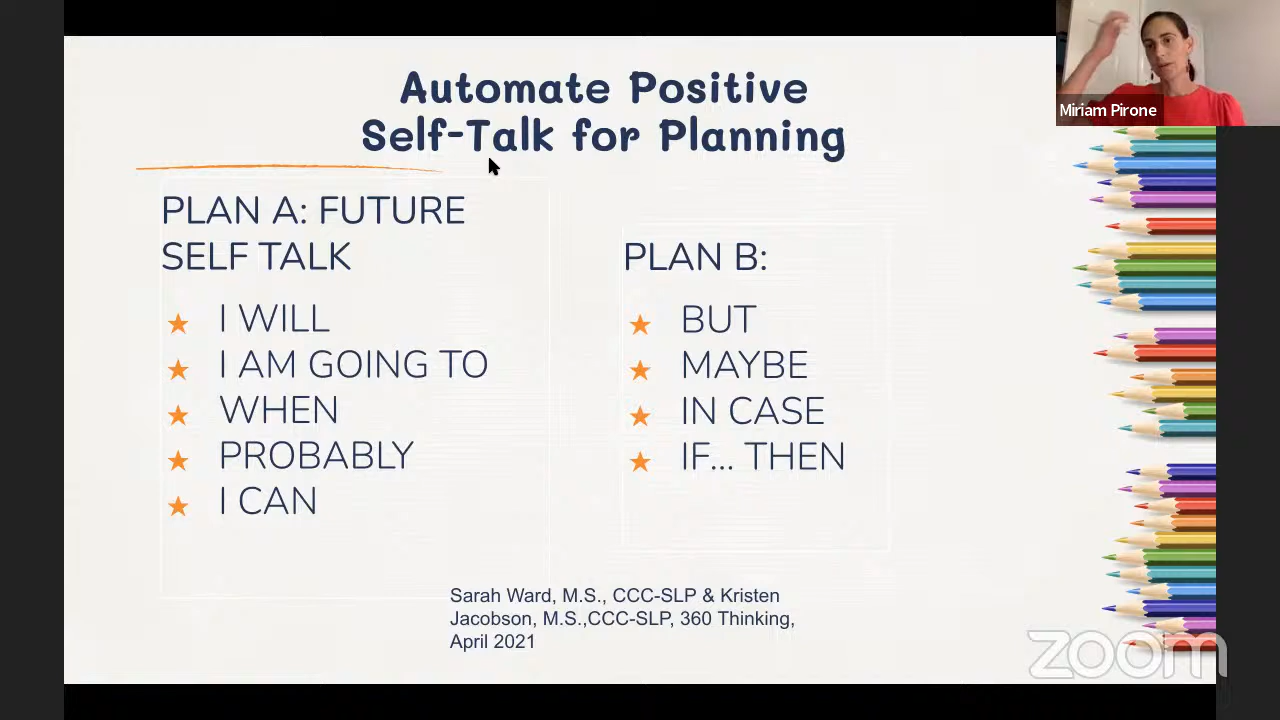 Automate Positive
Self-Talk for Planning
Miriam Pirone
PLAN A: FUTURE
SELF TALK
I WILL
I AM GOING TO
WHEN
PROBABLY
I CAN
PLAN B:
BUT
MAYBE
IN CASE
IF... THEN
Sarah Ward, M.S., CCC-SLP & Kristen
Jacobson, M.S.,CCC-SLP, 360 Thinking,
April 2021
zoom